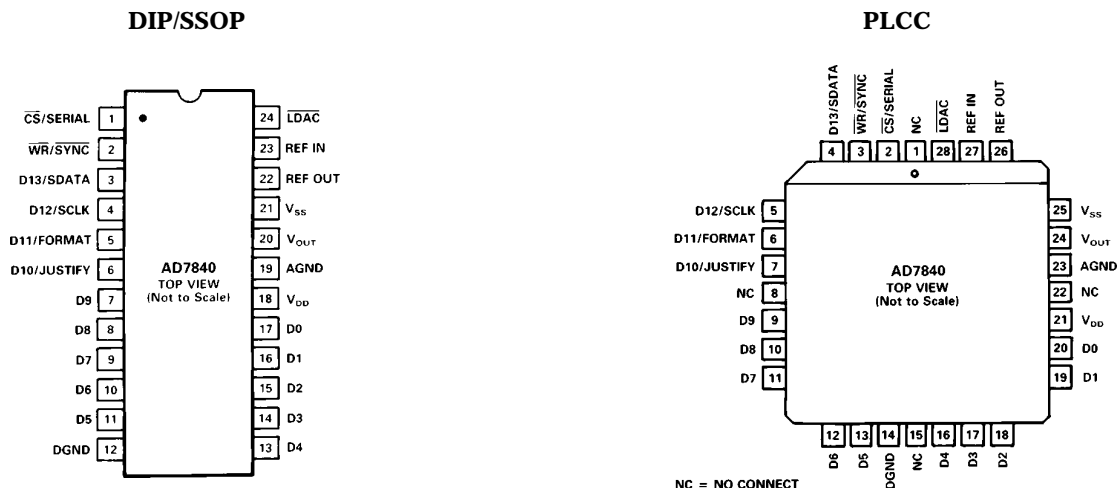 DIP/SSOP
CS/SERIAL 1
WR/SYNC 2
D13/SDATA 3
D12/SCLK 4
D11/FORMAT 5
D10/JUSTIFY 6
D9 7
D8 8
D7 9
D6 10
D5 11
DGND 12
AD7840
TOP VIEW
(Not to Scale)
24 LDAC
23 REF IN
22 REF OUT
21 VSS
20 VOUT
19 AGND
18 VDD
17 D0
16 D1
15 D2
14 D3
13 D4
PLCC
D13/SDATA
WR/SYNC
CS/SERIAL
NC
LDAC
REF IN
REF OUT
4 3 2 1 28 27 26
D12/SCLK 5
D11/FORMAT 6
D10/JUSTIFY 7
NC 8
D9 9
D8 10
D7 11
AD7840
TOP VIEW
(Not to Scale)
25 VSS
24 VOUT
23 AGND
22 NC
21 VDD
20 D0
19 D1
12 13 14 15 16 17 18
D6
D5
DGND
NC
D4
D3
D2
NC = NO CONNECT